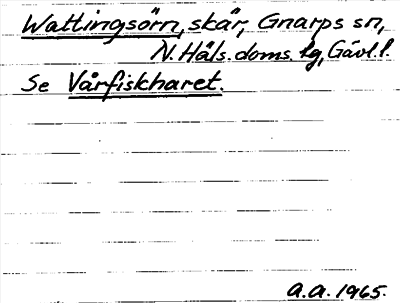 Wattingsörn, skär, Gnarps sn,
N. Häls. doms. lg, Gävl. l.
Se Vårfiskharet.
a.a. 1965.